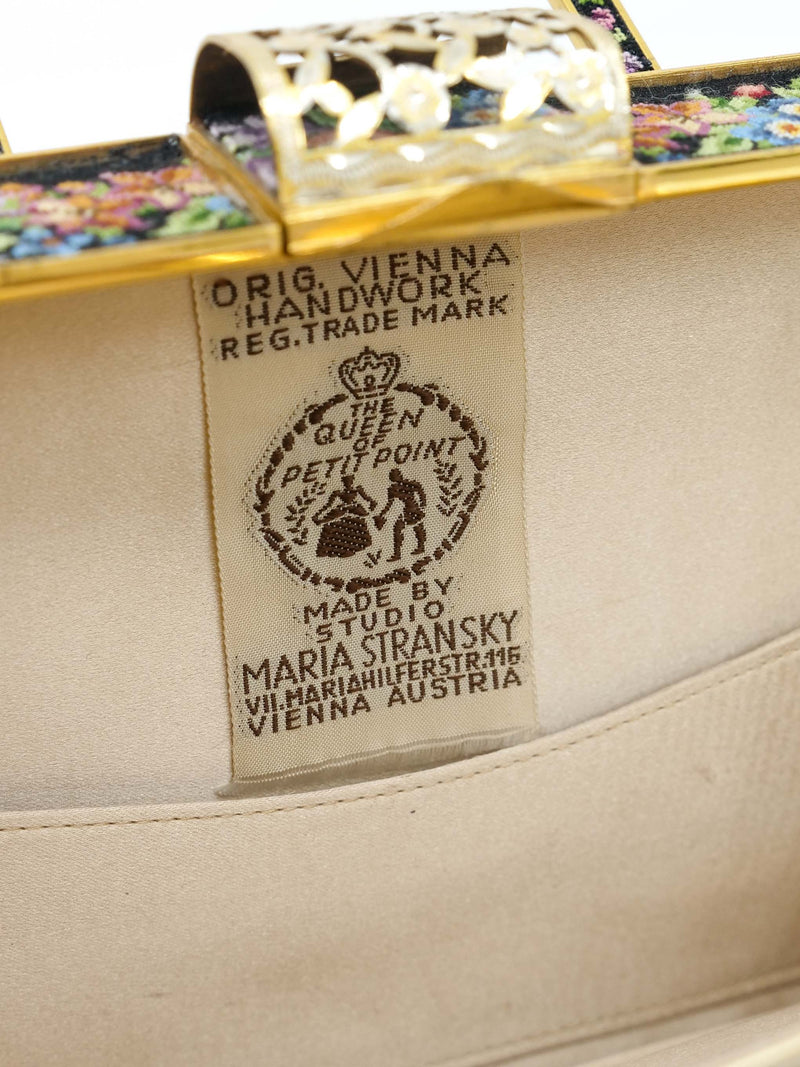 ORIG. VIENNA
HANDWORK
REG. TRADE MARK
THE
QUEEN
OF
PETIT POINT
MADE BY
STUDIO
MARIA STRANSKY
VII. MARIAHILFERSTR. 116
VIENNA AUSTRIA